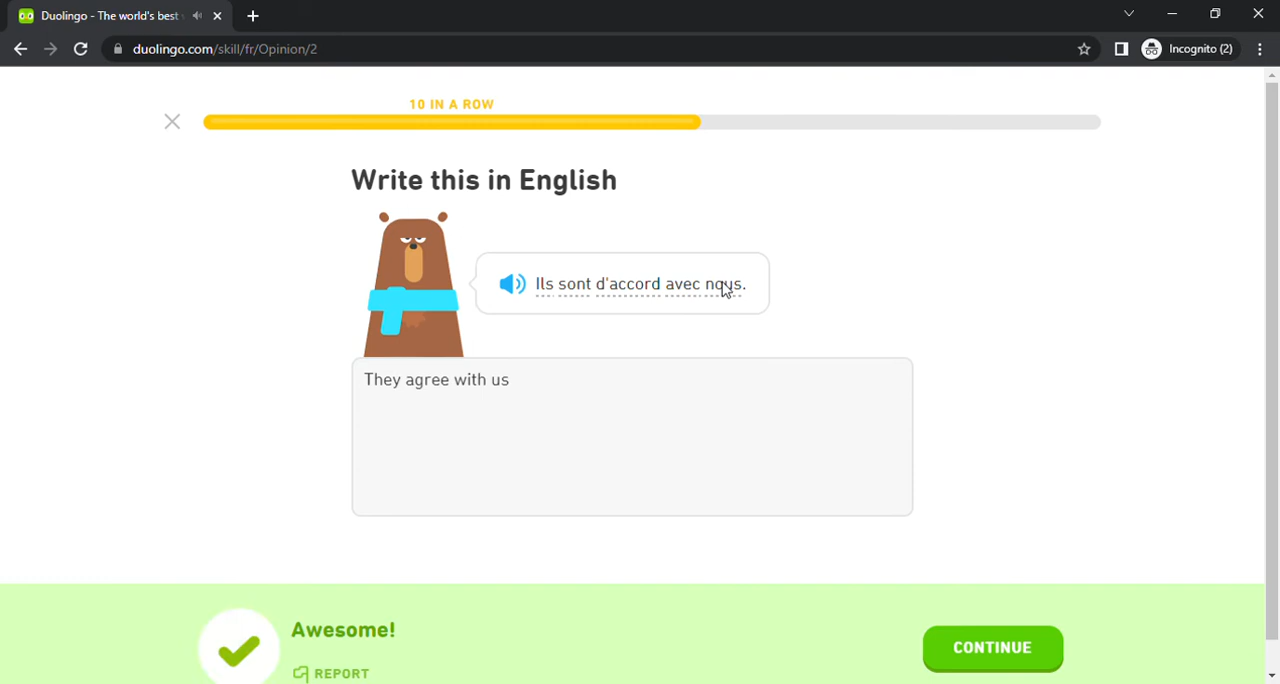 Duolingo - The world's best
duolingo.com/skill/fr/Opinion/2
Incognito (2)
10 IN A ROW
Write this in English
Ils sont d'accord avec nous.
They agree with us
Awesome!
REPORT
CONTINUE